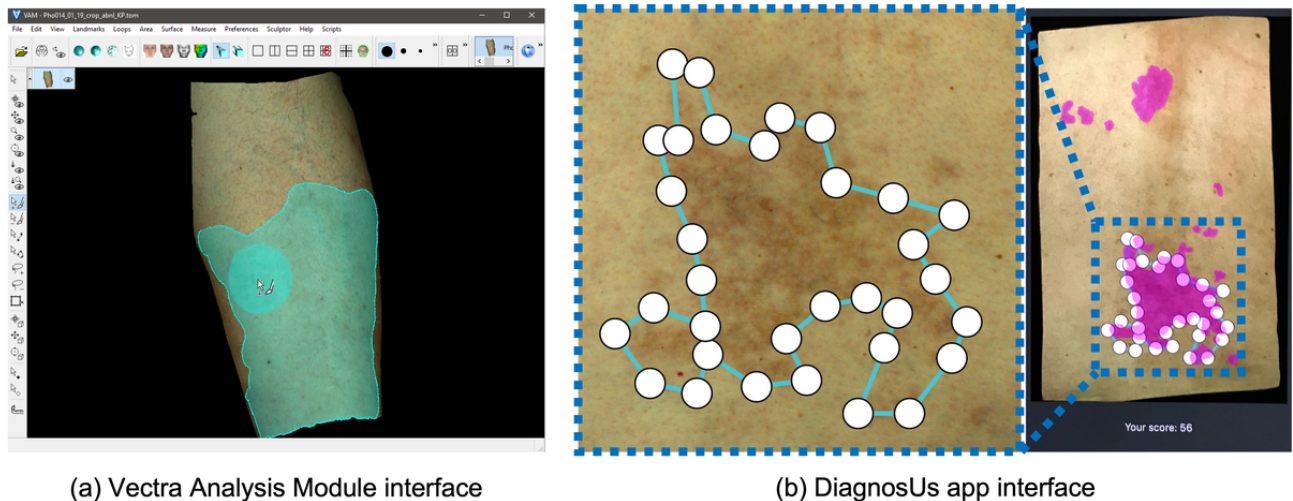 VAM - Pho014_01_19_crop_abnl_KP.tom
File Edit View Landmarks Loops Area Surface Measure Preferences Sculptor Help Scripts
Pho
Your score: 56
(a) Vectra Analysis Module interface
(b) DiagnosUs app interface